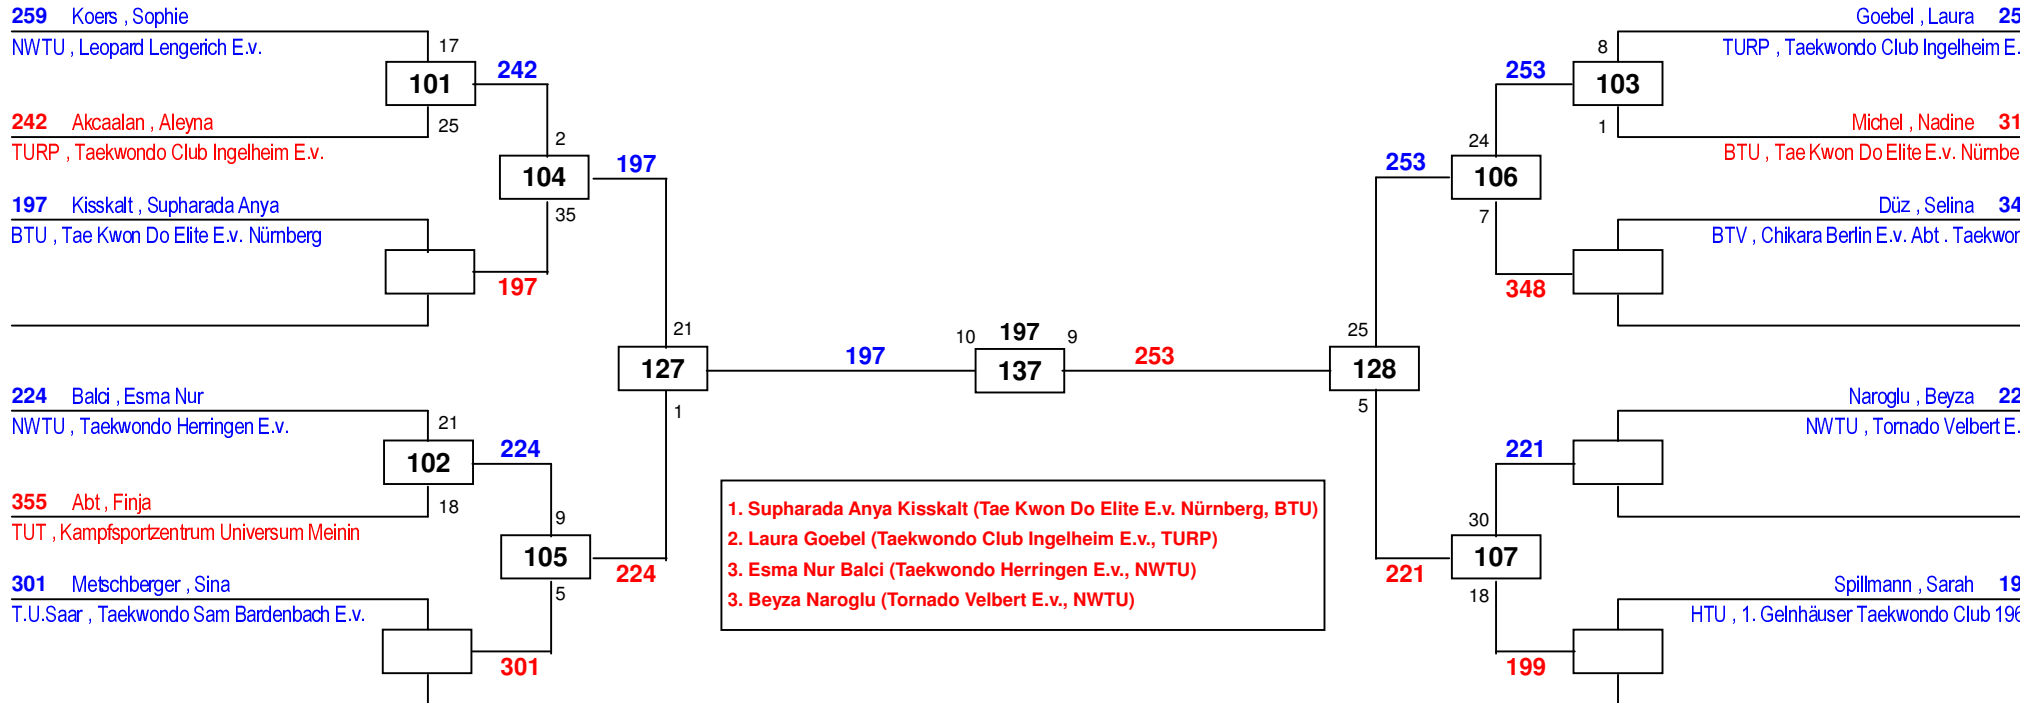 259 Koers , Sophie
NWTU , Leopard Lengerich E.v.
17
101
242
25
242 Akcaalan , Aleyna
TURP , Taekwondo Club Ingelheim E.v.
2
104
197
35
197 Kisskalt , Supharada Anya
BTU , Tae Kwon Do Elite E.v. Nürnberg
197
21
127
197
1
224 Balci , Esma Nur
NWTU , Taekwondo Herringen E.v.
21
102
224
18
355 Abt , Finja
TUT , Kampfsportzentrum Universum Meinin
9
105
224
5
301 Metschberger , Sina
T.U.Saar , Taekwondo Sam Bardenbach E.v.
301
10 197 9
137
253
1. Supharada Anya Kisskalt (Tae Kwon Do Elite E.v. Nürnberg, BTU)
2. Laura Goebel (Taekwondo Club Ingelheim E.v., TURP)
3. Esma Nur Balci (Taekwondo Herringen E.v., NWTU)
3. Beyza Naroglu (Tornado Velbert E.v., NWTU)
Goebel , Laura 25
TURP , Taekwondo Club Ingelheim E.
8
253
103
1
Michel , Nadine 31
BTU , Tae Kwon Do Elite E.v. Nürnbe
24
253
106
7
Düz , Selina 34
BTV , Chikara Berlin E.v. Abt . Taekwon
348
25
128
5
Naroglu , Beyza 22
NWTU , Tornado Velbert E.
221
30
107
221
18
Spillmann , Sarah 19
HTU , 1. Gelnhäuser Taekwondo Club 196
199